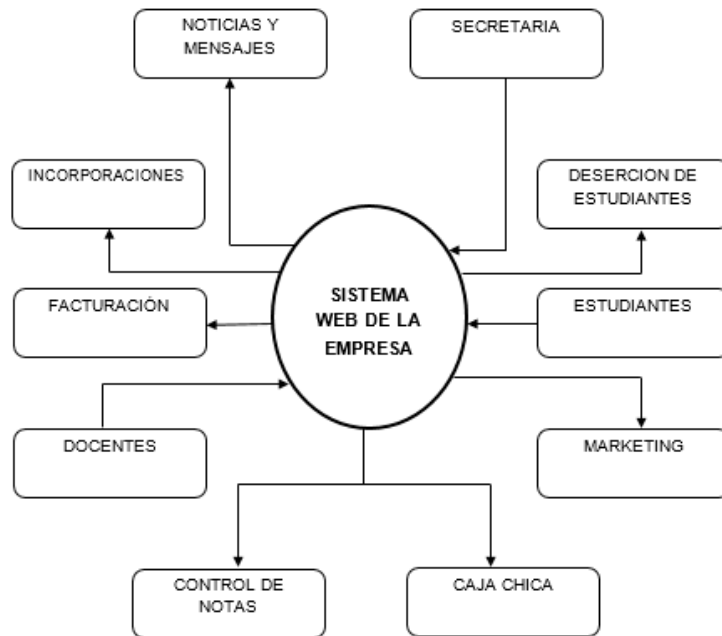 NOTICIAS Y
MENSAJES
SECRETARIA
INCORPORACIONES
DESERCION DE
ESTUDIANTES
SISTEMA
WEB DE LA
EMPRESA
FACTURACIÓN
ESTUDIANTES
DOCENTES
MARKETING
CONTROL DE
NOTAS
CAJA CHICA